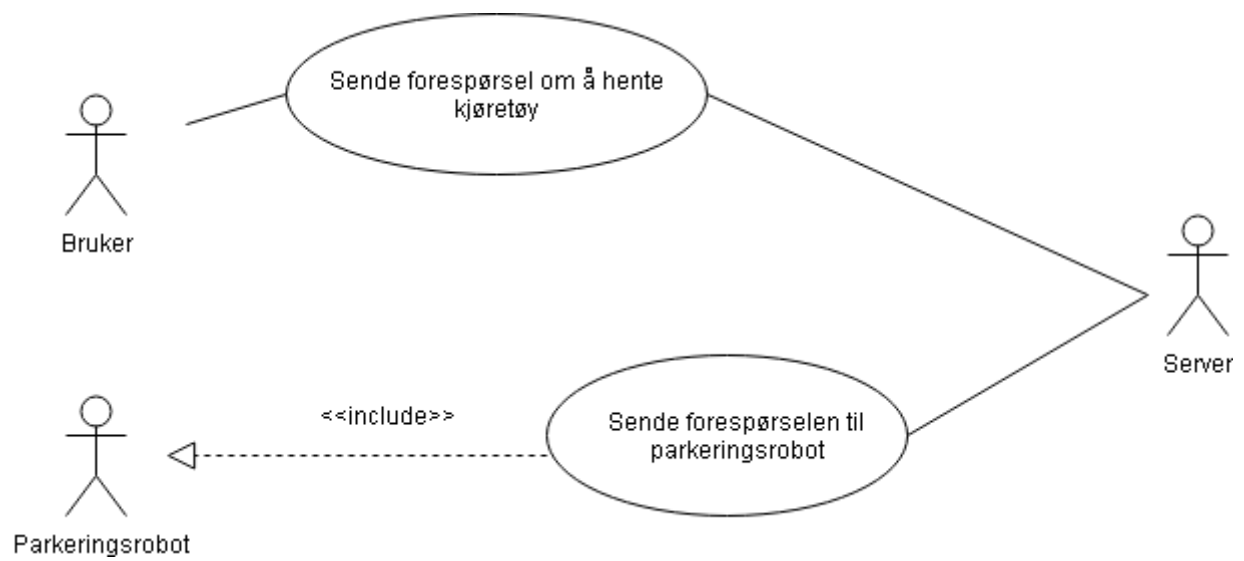 Sende forespørsel om å hente
kjøretøy
Bruker
Server
<<include>>
Sende forespørselen til
parkeringsrobot
Parkeringsrobot